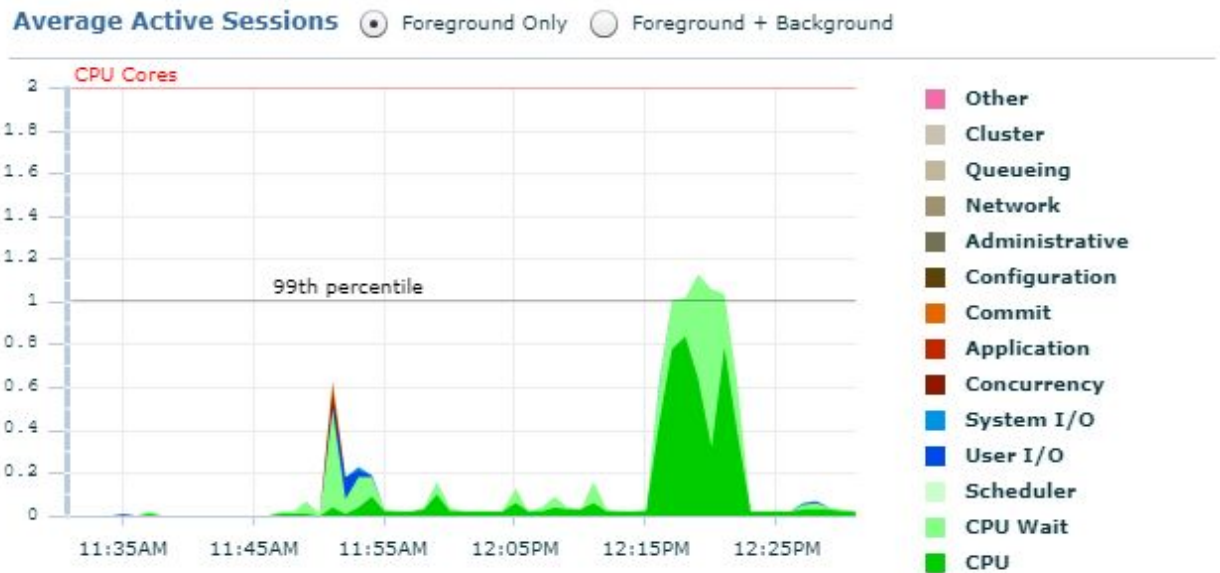 Average Active Sessions Foreground Only Foreground + Background
CPU Cores
2
1.8
1.6
1.4
1.2
99th percentile
1
0.8
0.6
0.4
0.2
0
11:35AM 11:45AM 11:55AM 12:05PM 12:15PM 12:25PM
Other
Cluster
Queueing
Network
Administrative
Configuration
Commit
Application
Concurrency
System I/O
User I/O
Scheduler
CPU Wait
CPU